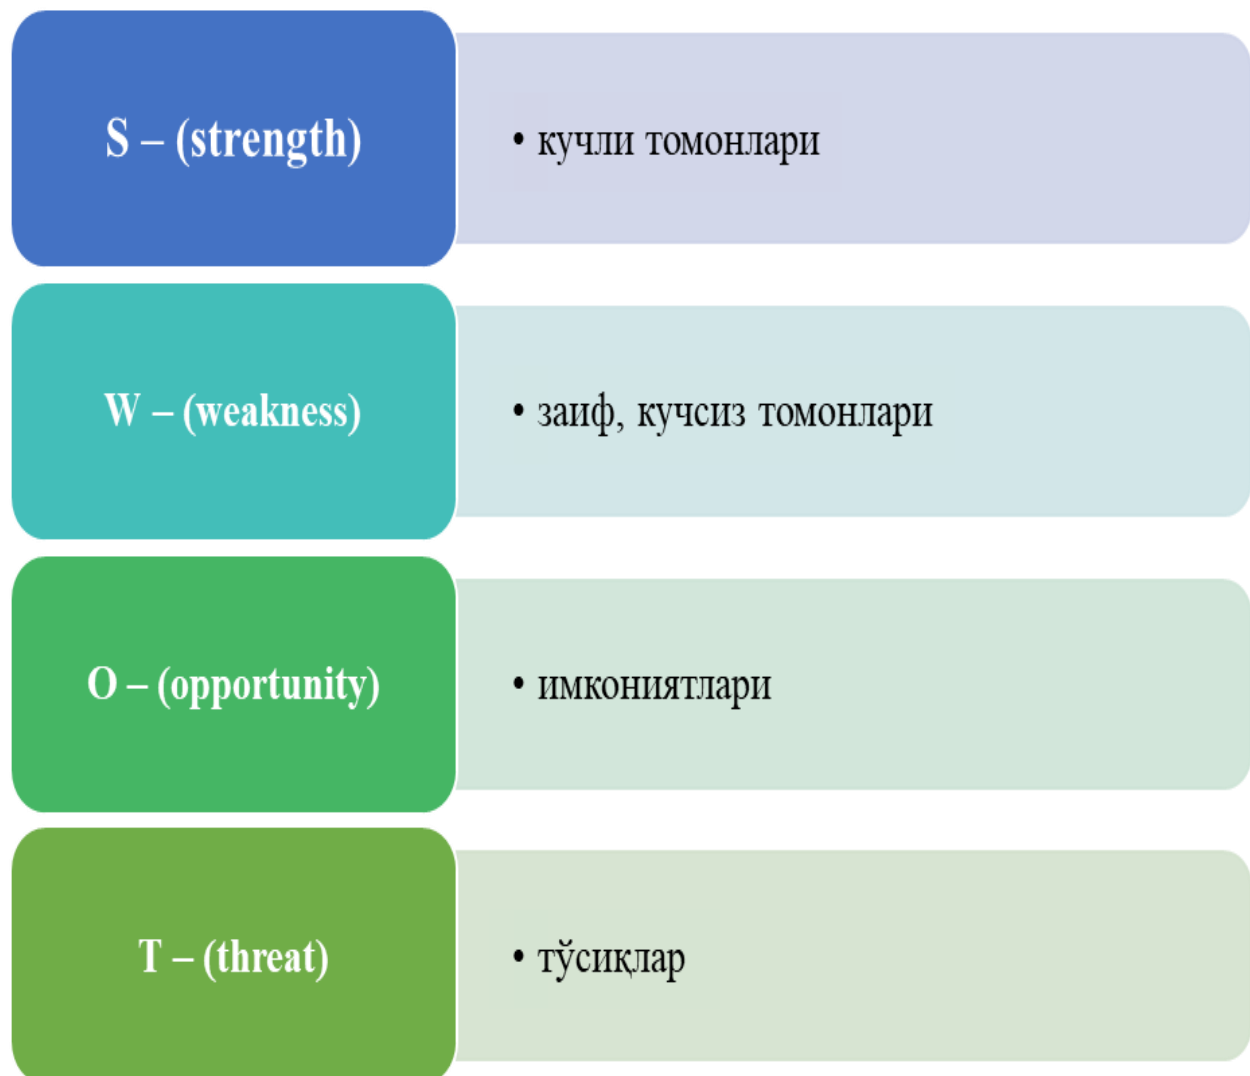 S – (strength)
• кучли томонлари
W – (weakness)
• заиф, кучсиз томонлари
O – (opportunity)
• имкониятлари
T – (threat)
• тўсиқлар